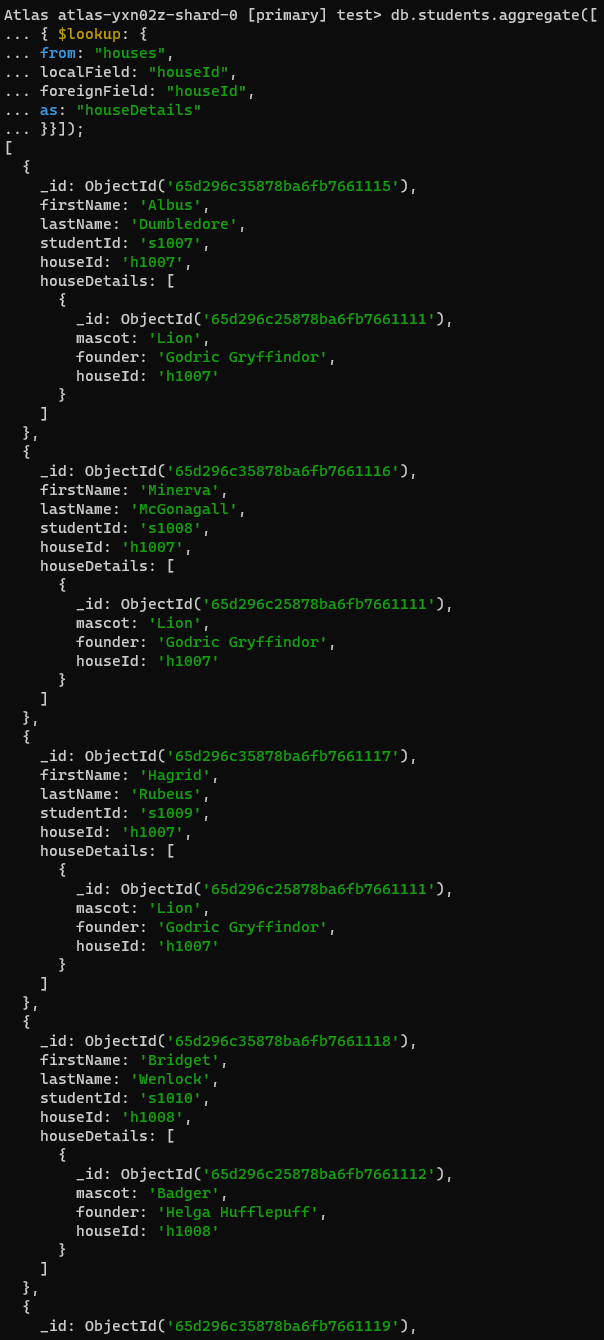 Atlas atlas-yxn02z-shard-0 [primary] test> db.students.aggregate([
... { $lookup: {
... from: "houses",
... localField: "houseId",
... foreignField: "houseId",
... as: "houseDetails"
... }}]);
[
  {
    _id: ObjectId('65d296c35878ba6fb7661115'),
    firstName: 'Albus',
    lastName: 'Dumbledore',
    studentId: 's1007',
    houseId: 'h1007',
    houseDetails: [
      {
        _id: ObjectId('65d296c25878ba6fb7661111'),
        mascot: 'Lion',
        founder: 'Godric Gryffindor',
        houseId: 'h1007'
      }
    ]
  },
  {
    _id: ObjectId('65d296c35878ba6fb7661116'),
    firstName: 'Minerva',
    lastName: 'McGonagall',
    studentId: 's1008',
    houseId: 'h1007',
    houseDetails: [
      {
        _id: ObjectId('65d296c25878ba6fb7661111'),
        mascot: 'Lion',
        founder: 'Godric Gryffindor',
        houseId: 'h1007'
      }
    ]
  },
  {
    _id: ObjectId('65d296c35878ba6fb7661117'),
    firstName: 'Hagrid',
    lastName: 'Rubeus',
    studentId: 's1009',
    houseId: 'h1007',
    houseDetails: [
      {
        _id: ObjectId('65d296c25878ba6fb7661111'),
        mascot: 'Lion',
        founder: 'Godric Gryffindor',
        houseId: 'h1007'
      }
    ]
  },
  {
    _id: ObjectId('65d296c35878ba6fb7661118'),
    firstName: 'Bridget',
    lastName: 'Wenlock',
    studentId: 's1010',
    houseId: 'h1008',
    houseDetails: [
      {
        _id: ObjectId('65d296c25878ba6fb7661112'),
        mascot: 'Badger',
        founder: 'Helga Hufflepuff',
        houseId: 'h1008'
      }
    ]
  },
  {
    _id: ObjectId('65d296c35878ba6fb7661119'),